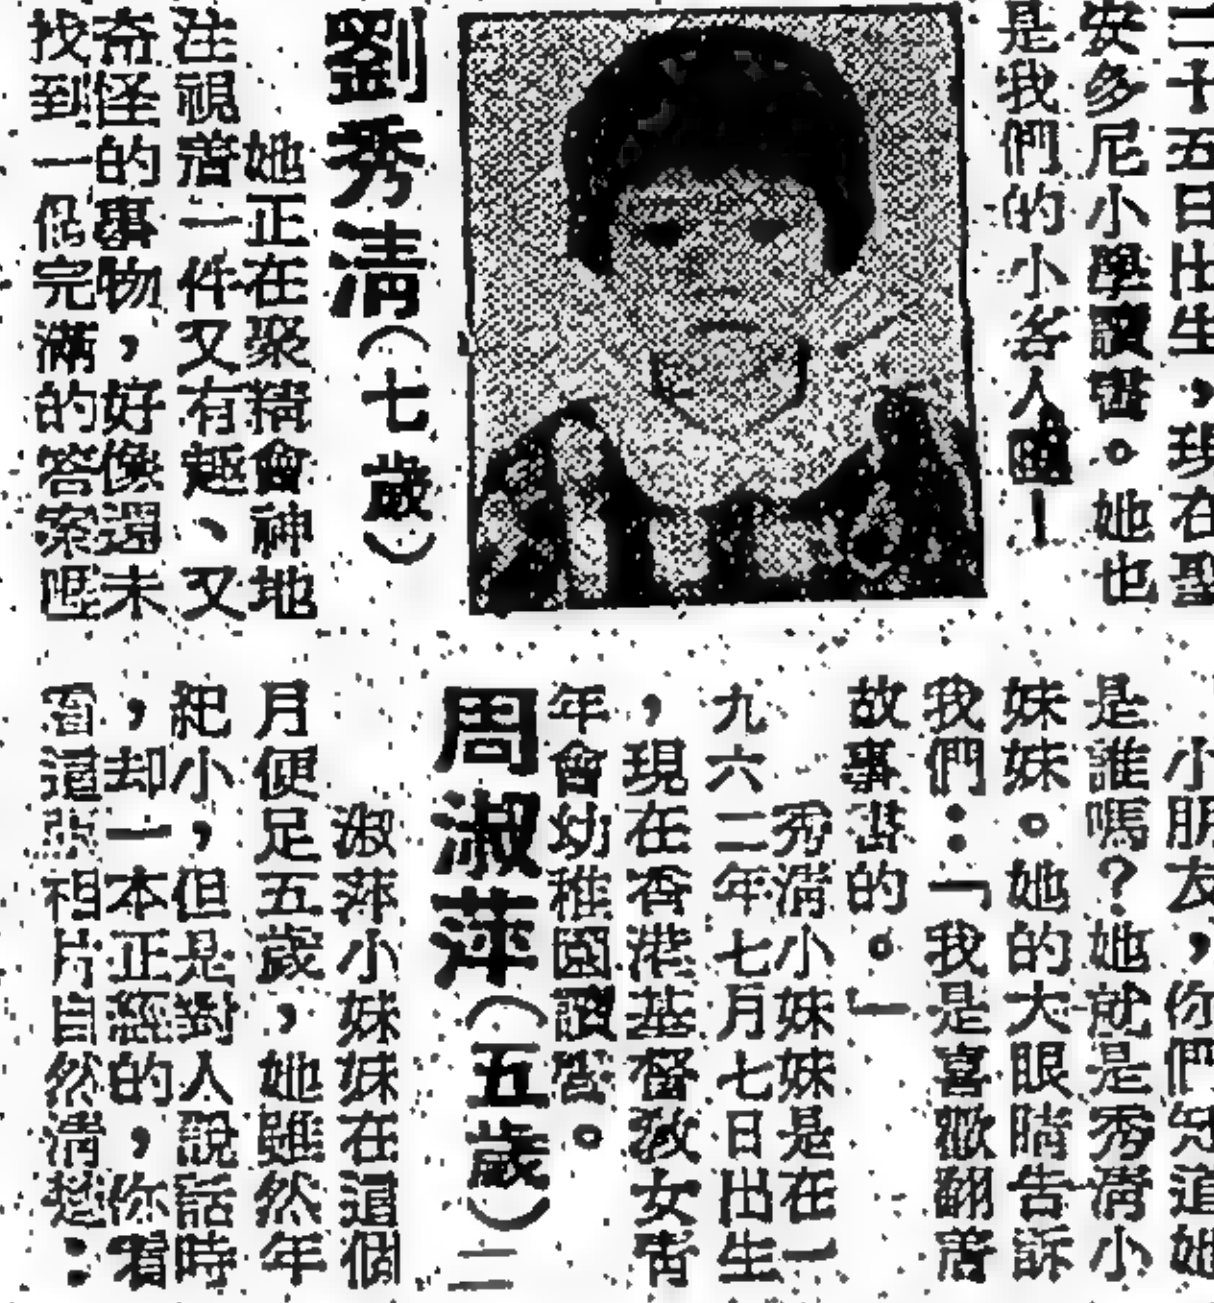 二十五日出生，現在聖
安多尼小學讀書。她也
是我們的小客人！
劉秀清（七歲）
她正在聚精會神地
注視着一件又有趣、又
奇怪的事物，好像還未
找到一個完滿的答案哩
小朋友，你們知道她
是誰嗎？她就是秀清小
妹妹。她的大眼睛告訴
我們：「我是喜歡翻着
故事書的。」
秀清小妹妹是在一
九六二年七月七日出生
，現在香港基督教女青
年會幼稚園讀書。
周淑萍（五歲）二
淑萍小妹妹在這個
月便足五歲，她雖然年
紀小，但是對人說話時
，却一本正經的，你看
看這張相片自然清楚：